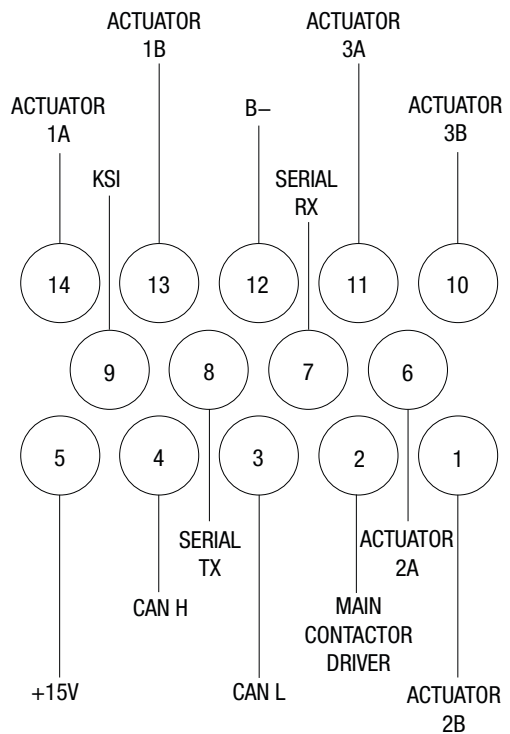 ACTUATOR
1B
ACTUATOR
3A
ACTUATOR
1A
B–
ACTUATOR
3B
KSI
SERIAL
RX
14
13
12
11
10
9
8
7
6
5
4
3
2
1
SERIAL
TX
ACTUATOR
2A
CAN H
MAIN
CONTACTOR
DRIVER
+15V
CAN L
ACTUATOR
2B